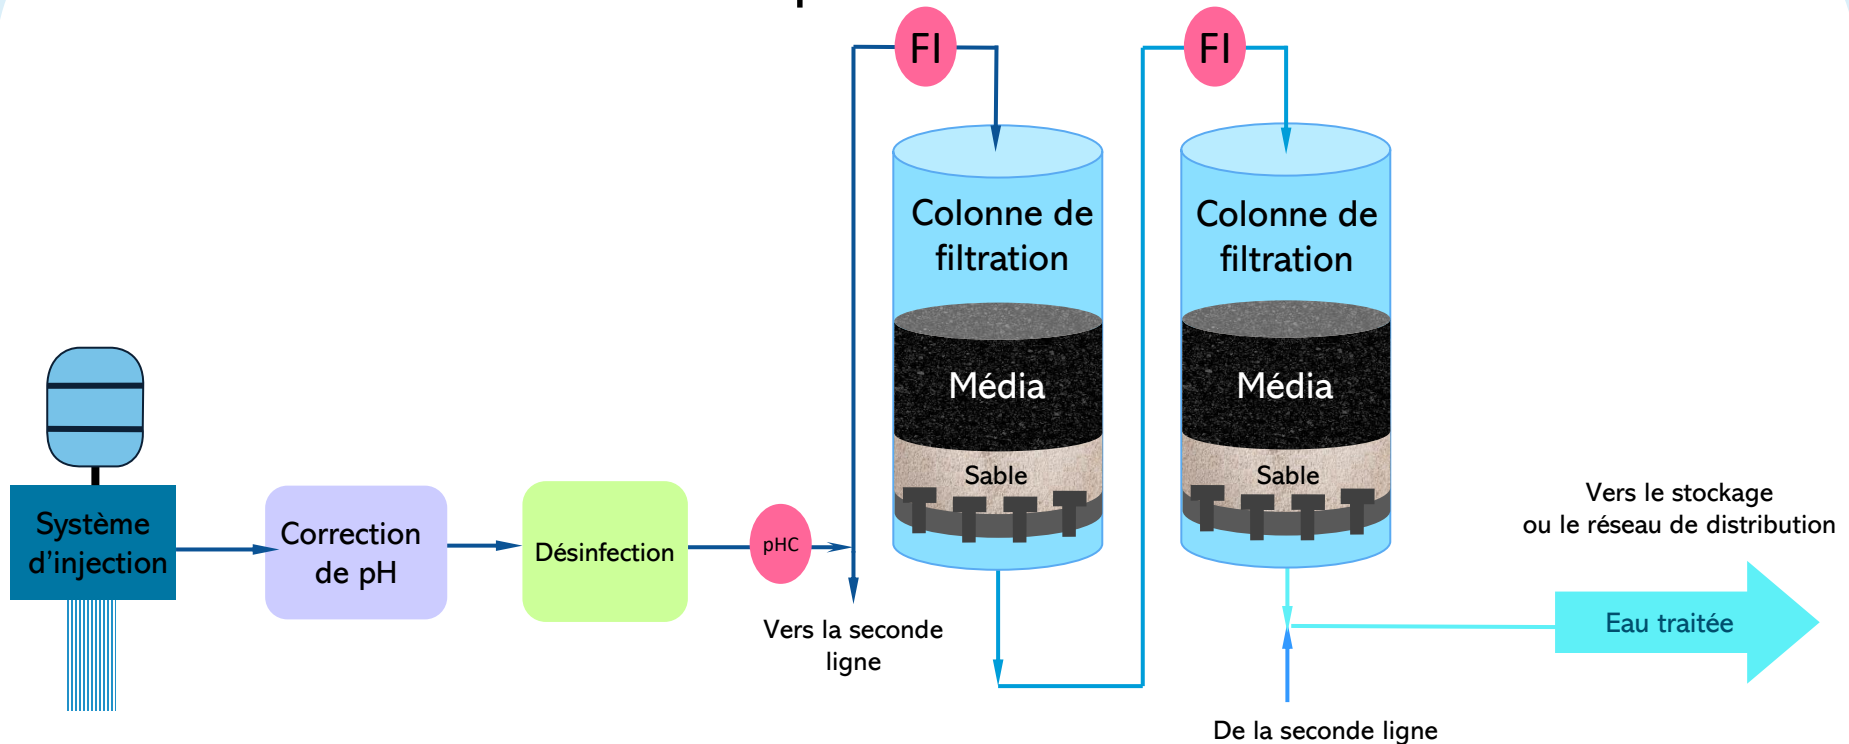 FI
FI
Colonne de
filtration
Colonne de
filtration
Média
Média
Sable
Sable
Système
d'injection
Correction
de pH
Désinfection
pHC
Vers la seconde
ligne
Vers le stockage
ou le réseau de distribution
Eau traitée
De la seconde ligne